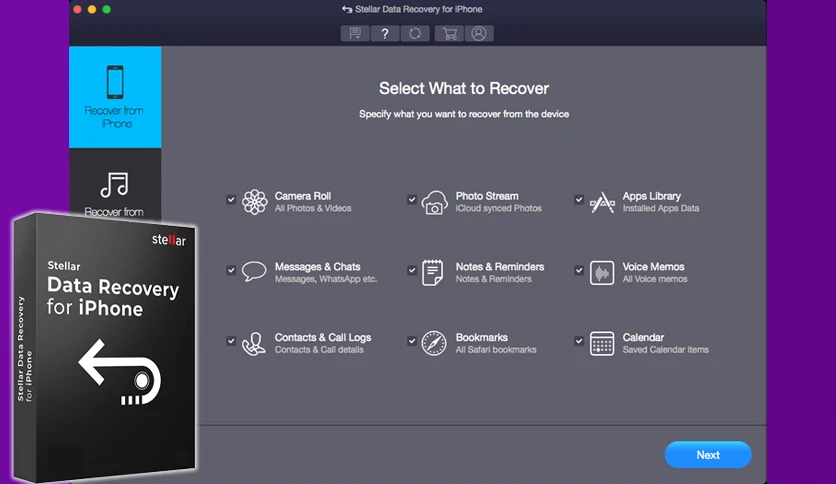 Stellar Data Recovery for iPhone
?
Select What to Recover
Specify what you want to recover from the device
Recover from
iPhone
Recover from
Camera Roll
All Photos & Videos
Photo Stream
iCloud synced Photos
Apps Library
Installed Apps Data
Messages & Chats
Messages, WhatsApp etc.
Notes & Reminders
Notes & Reminders
Voice Memos
All Voice memos
Contacts & Call Logs
Contacts & Call details
Bookmarks
All Safari bookmarks
Calendar
Saved Calendar items
Next
stellar
Stellar
Data Recovery
for iPhone
Stellar Data Recovery
for iPhone